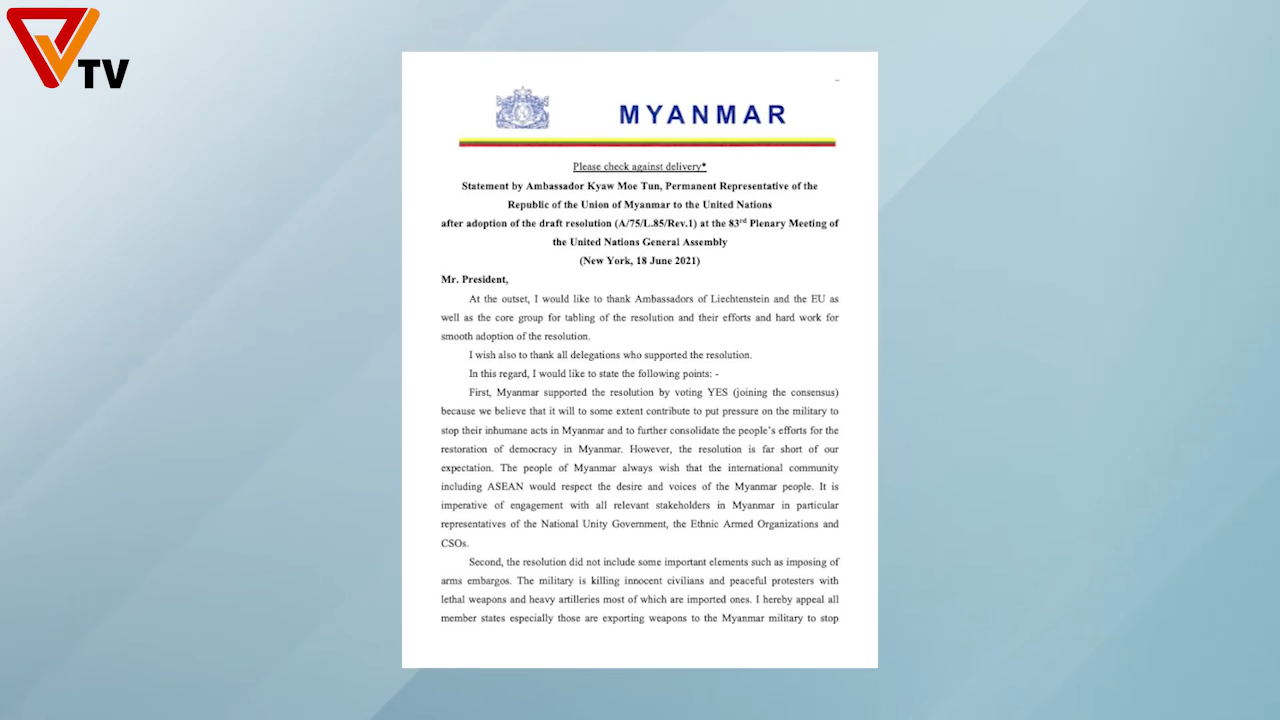 TV
MYANMAR
Please check against delivery*
Statement by Ambassador Kyaw Moe Tun, Permanent Representative of the
Republic of the Union of Myanmar to the United Nations
after adoption of the draft resolution (A/75/L.85/Rev.1) at the 83rd Plenary Meeting of
the United Nations General Assembly
(New York, 18 June 2021)
Mr. President,
At the outset, I would like to thank Ambassadors of Liechtenstein and the EU as
well as the core group for tabling of the resolution and their efforts and hard work for
smooth adoption of the resolution.
I wish also to thank all delegations who supported the resolution.
In this regard, I would like to state the following points: -
First, Myanmar supported the resolution by voting YES (joining the consensus)
because we believe that it will to some extent contribute to put pressure on the military to
stop their inhumane acts in Myanmar and to further consolidate the people's efforts for the
restoration of democracy in Myanmar. However, the resolution is far short of our
expectation. The people of Myanmar always wish that the international community
including ASEAN would respect the desire and voices of the Myanmar people. It is
imperative of engagement with all relevant stakeholders in Myanmar in particular
representatives of the National Unity Government, the Ethnic Armed Organizations and
CSOs.
Second, the resolution did not include some important elements such as imposing of
arms embargos. The military is killing innocent civilians and peaceful protesters with
lethal weapons and heavy artilleries most of which are imported ones. I hereby appeal all
member states especially those are exporting weapons to the Myanmar military to stop